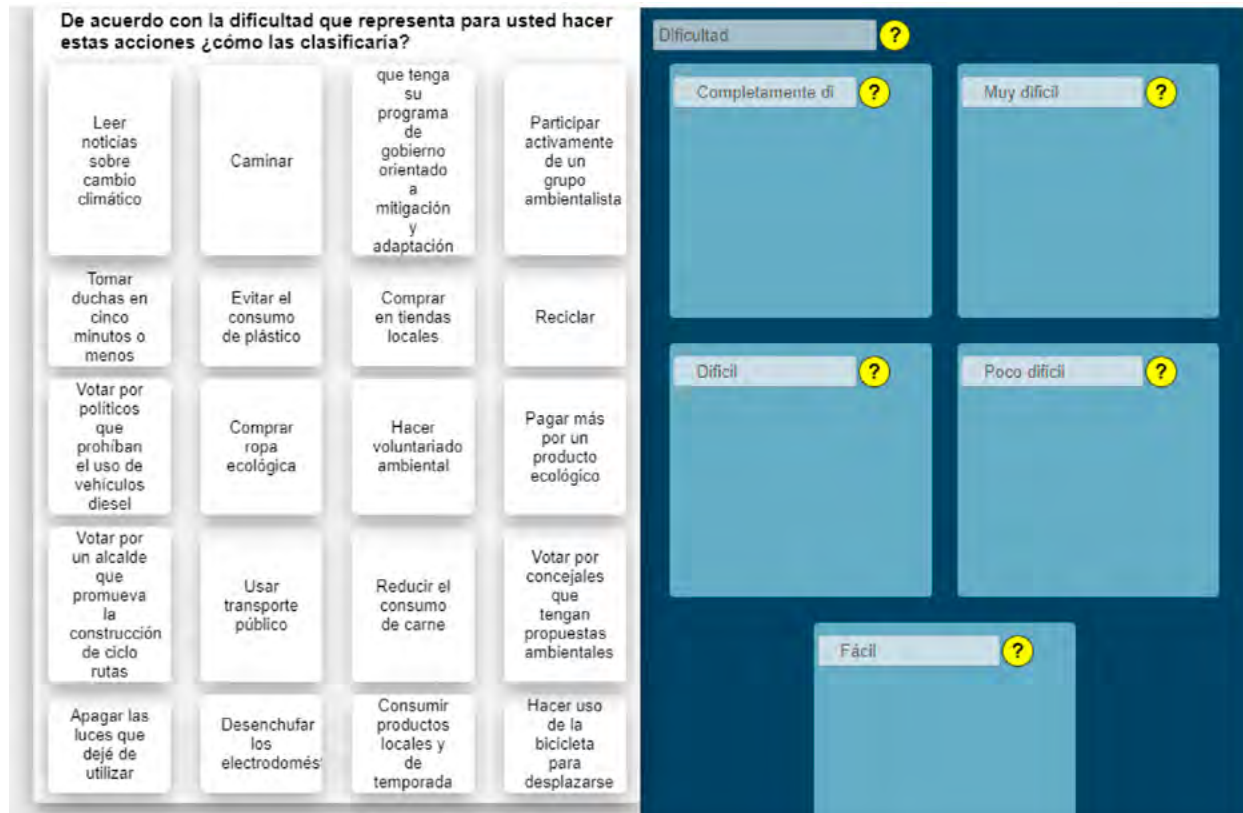 De acuerdo con la dificultad que representa para usted hacer
estas acciones ¿cómo las clasificaría?
Leer
noticias
sobre
cambio
climático
Caminar
que tenga
su
programa
de
gobierno
orientado
a
mitigación
y
adaptación
Participar
activamente
de un
grupo
ambientalista
Tomar
duchas en
cinco
minutos o
menos
Evitar el
consumo
de plástico
Comprar
en tiendas
locales
Reciclar
Votar por
políticos
que
prohíban
el uso de
vehículos
diesel
Comprar
ropa
ecológica
Hacer
voluntariado
ambiental
Pagar más
por un
producto
ecológico
Votar por
un alcalde
que
promueva
la
construcción
de ciclo
rutas
Usar
transporte
público
Reducir el
consumo
de carne
Votar por
concejales
que
tengan
propuestas
ambientales
Apagar las
luces que
dejé de
utilizar
Desenchufar
los
electrodomés
Consumir
productos
locales y
de
temporada
Hacer uso
de la
bicicleta
para
desplazarse
Dificultad ?
Completamente di ?
Muy dificil ?
Dificil ?
Poco dificil ?
Fácil ?